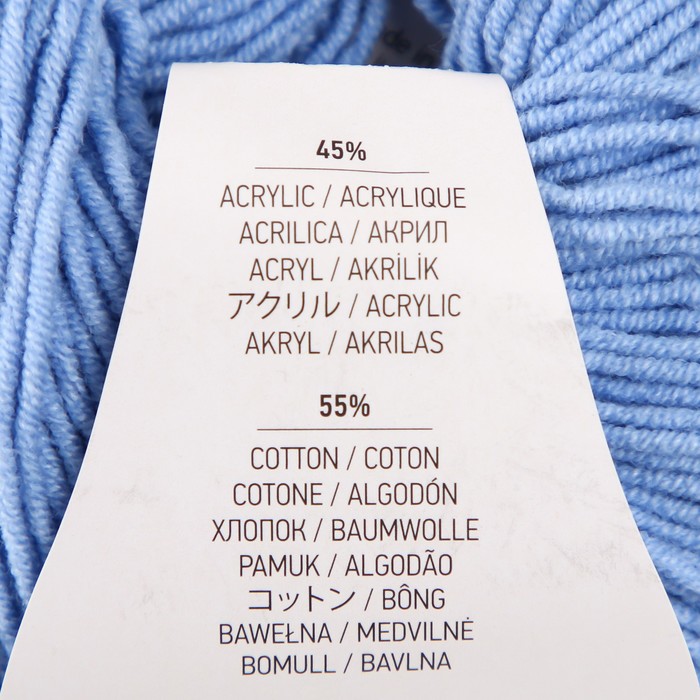 45%
ACRYLIC / ACRYLIQUE
ACRILICA / АКРИЛ
ACRYL / AKRİLİK
アクリル / ACRYLIC
AKRYL / AKRILAS
55%
COTTON / COTON
COTONE / ALGODÓN
ХЛОПОК / BAUMWOLLE
PAMUK / ALGODÃO
コットン / BÔNG
BAWEŁNA / MEDVILNĖ
BOMULL / BAVLNA